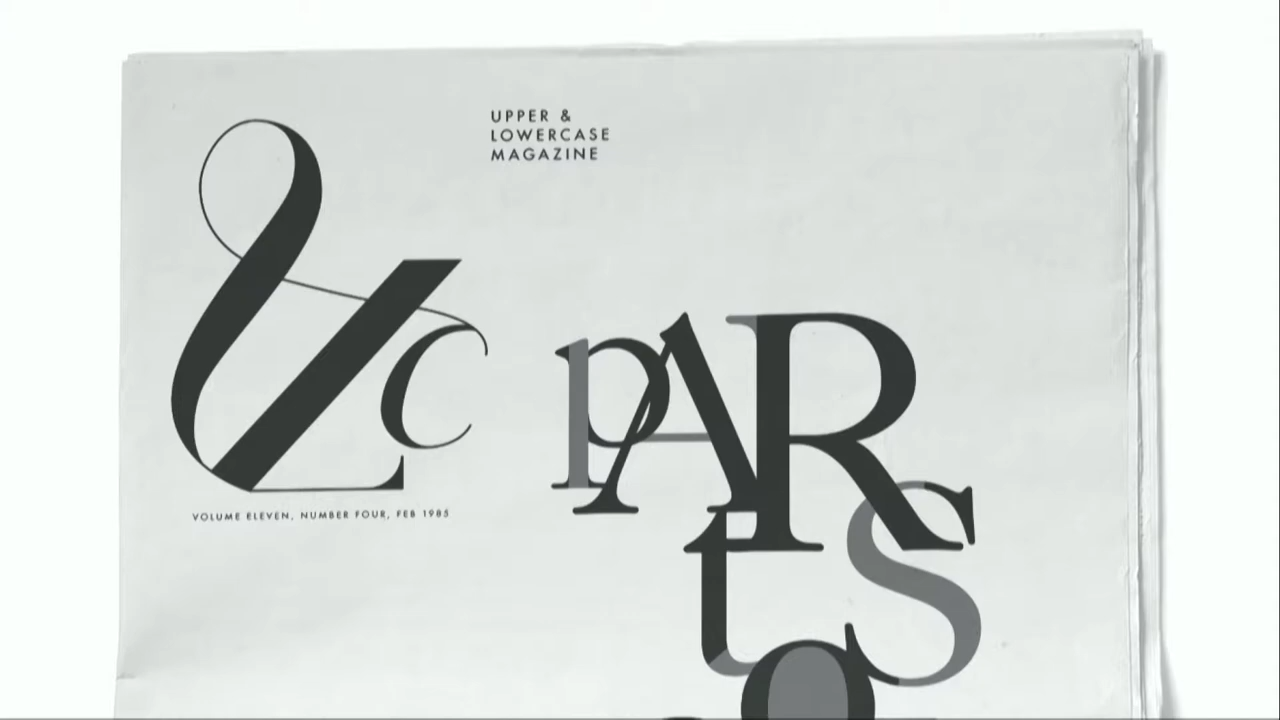 UPPER &
LOWERCASE
MAGAZINE
U&lc
VOLUME ELEVEN, NUMBER FOUR, FEB 1985
pARts